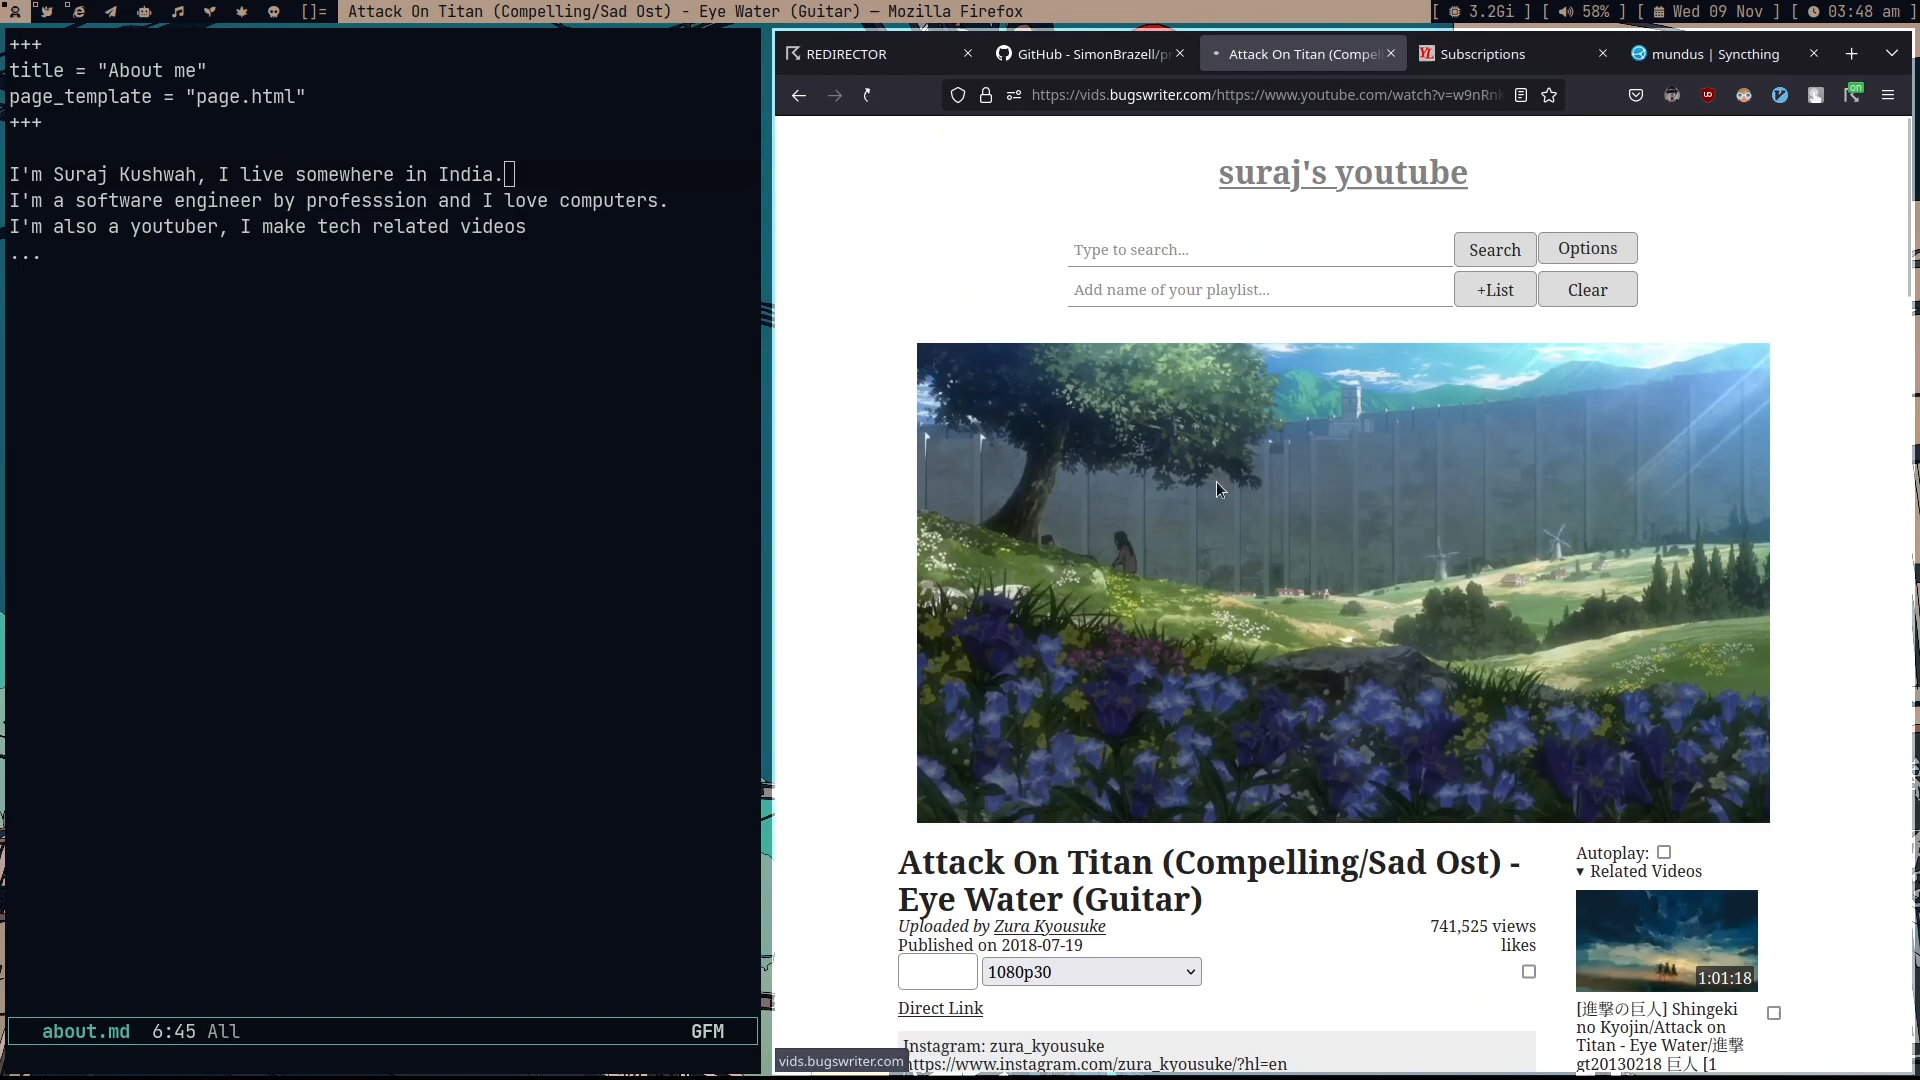 []= Attack On Titan (Compelling/Sad Ost) - Eye Water (Guitar) — Mozilla Firefox [ 3.2Gi ] [ 58% ] [ Wed 09 Nov ] [ 03:48 am ]
+++
title = "About me"
page_template = "page.html"
+++
I'm Suraj Kushwah, I live somewhere in India.
I'm a software engineer by professsion and I love computers.
I'm also a youtuber, I make tech related videos
...
about.md 6:45 All GFM
REDIRECTOR
GitHub - SimonBrazell/pr
Attack On Titan (Compel
Subscriptions
mundus | Syncthing
https://vids.bugswriter.com/https://www.youtube.com/watch?v=w9nRnk
on
suraj's youtube
Type to search...
Search
Options
Add name of your playlist...
+List
Clear
Attack On Titan (Compelling/Sad Ost) -
Eye Water (Guitar)
Uploaded by Zura Kyousuke
741,525 views
Published on 2018-07-19
likes
1080p30
Direct Link
Instagram: zura_kyousuke
https://www.instagram.com/zura_kyousuke/?hl=en
vids.bugswriter.com
Autoplay:
▾ Related Videos
1:01:18
[進撃の巨人] Shingeki
no Kyojin/Attack on
Titan - Eye Water/進撃
gt20130218 巨人 [1